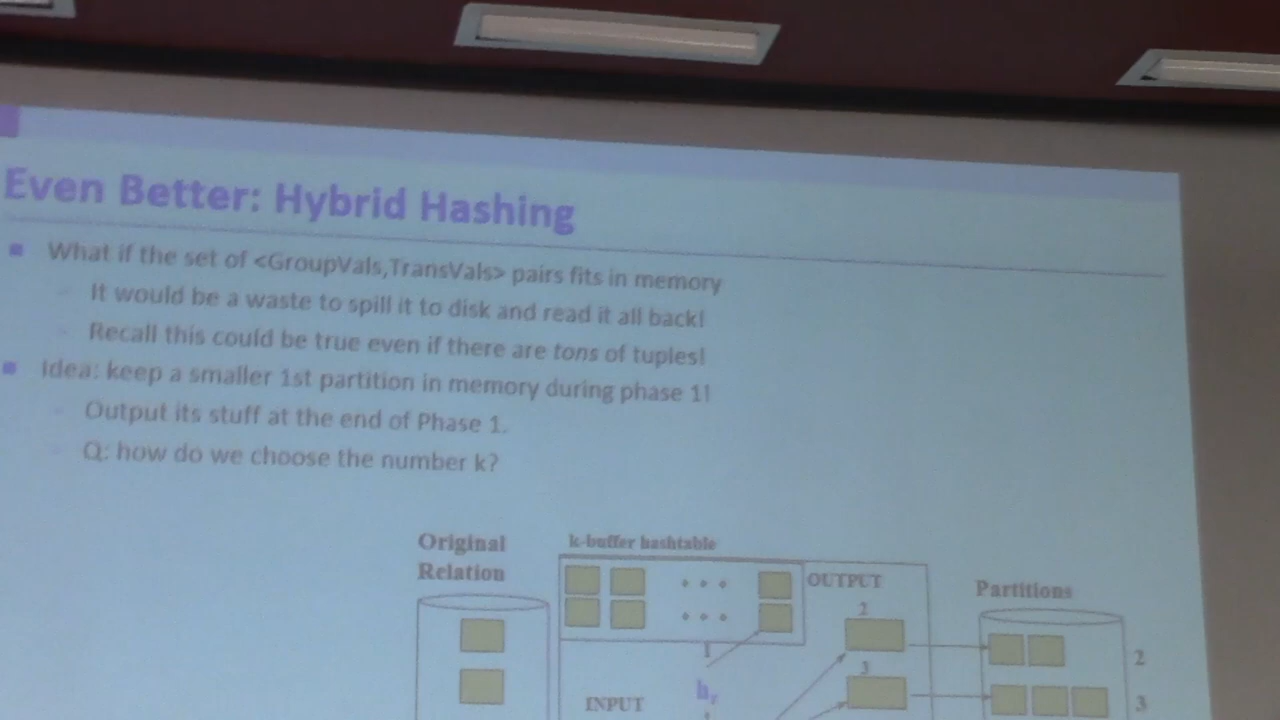 Even Better: Hybrid Hashing
What if the set of <GroupVals,TransVals> pairs fits in memory
It would be a waste to spill it to disk and read it all back!
Recall this could be true even if there are tons of tuples!
Idea: keep a smaller 1st partition in memory during phase 1!
Output its stuff at the end of Phase 1.
Q: how do we choose the number k?
Original
Relation
k-buffer hashtable
OUTPUT
Partitions
2
2
3
3
1
INPUT